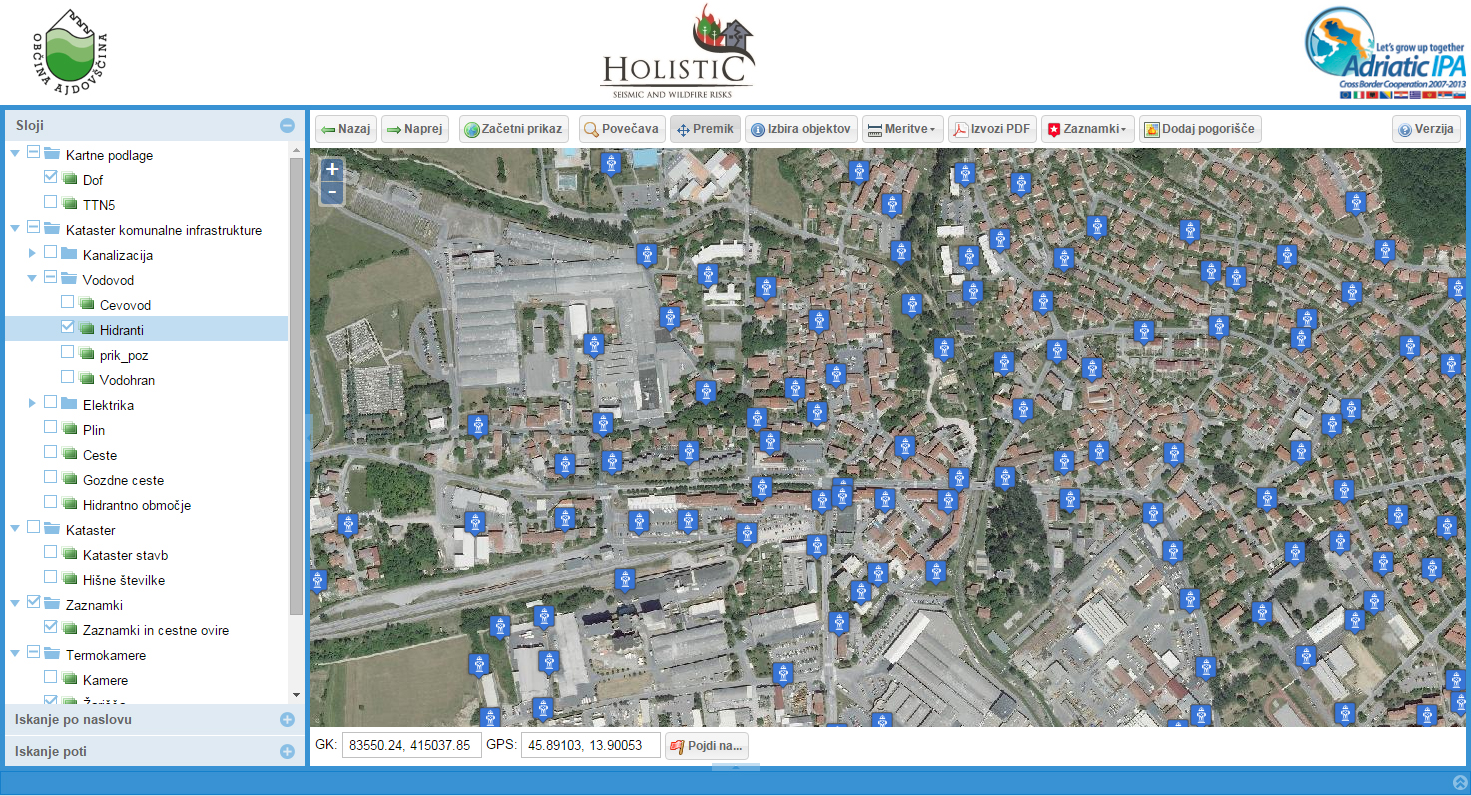 OBČINA AJDOVŠČINA
HOLISTIC
SEISMIC AND WILDFIRE RISKS
Let's grow up together
Adriatic IPA
Cross Border Cooperation 2007-2013
Sloji
Nazaj
Naprej
Začetni prikaz
Povečava
Premik
Izbira objektov
Meritve
Izvozi PDF
Zaznamki
Dodaj pogorišče
Verzija
+
-
Kartne podlage
Dof
TTN5
Kataster komunalne infrastrukture
Kanalizacija
Vodovod
Cevovod
Hidranti
prik_poz
Vodohran
Elektrika
Plin
Ceste
Gozdne ceste
Hidrantno območje
Kataster
Kataster stavb
Hišne številke
Zaznamki
Zaznamki in cestne ovire
Termokamere
Kamere
Žarišča
Iskanje po naslovu
Iskanje poti
GK: 83550.24, 415037.85 GPS: 45.89103, 13.90053 Pojdi na...